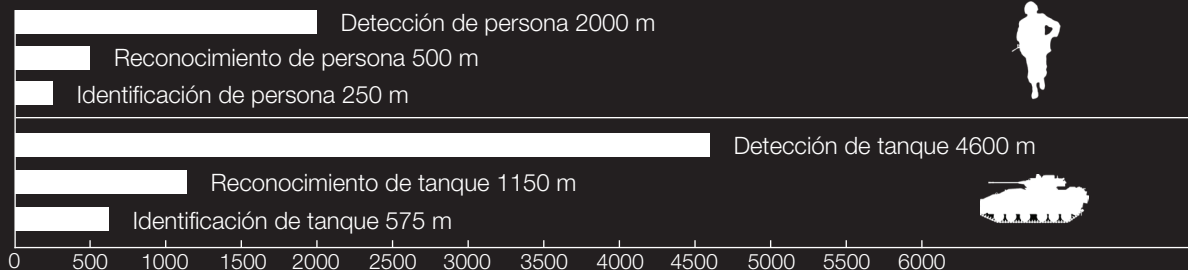 Detección de persona 2000 m
Reconocimiento de persona 500 m
Identificación de persona 250 m
Detección de tanque 4600 m
Reconocimiento de tanque 1150 m
Identificación de tanque 575 m
0 500 1000 1500 2000 2500 3000 3500 4000 4500 5000 5500 6000